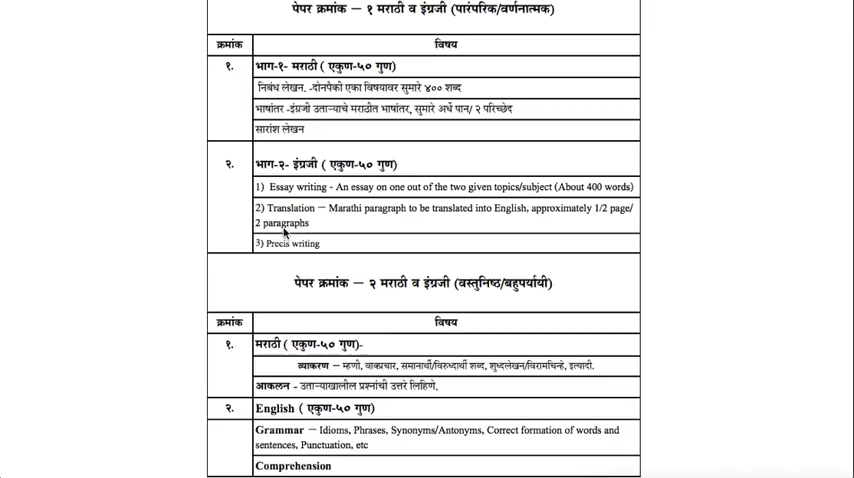 पेपर क्रमांक – १ मराठी व इंग्रजी (पारंपरिक/वर्णनात्मक)
क्रमांक विषय
१. भाग-१- मराठी ( एकुण-५० गुण)
निबंध लेखन. -दोनपैकी एका विषयावर सुमारे ४०० शब्द
भाषांतर -इंग्रजी उताऱ्याचे मराठीत भाषांतर, सुमारे अर्धे पान/ २ परिच्छेद
सारांश लेखन
२. भाग-२- इंग्रजी ( एकुण-५० गुण)
1) Essay writing - An essay on one out of the two given topics/subject (About 400 words)
2) Translation – Marathi paragraph to be translated into English, approximately 1/2 page/
2 paragraphs
3) Precis writing
पेपर क्रमांक – २ मराठी व इंग्रजी (वस्तुनिष्ठ/बहुपर्यायी)
क्रमांक विषय
१. मराठी ( एकुण-५० गुण)-
व्याकरण – म्हणी, वाक्प्रचार, समानार्थी/विरुध्दार्थी शब्द, शुध्दलेखन/विरामचिन्हे, इत्यादी.
आकलन - उताऱ्याखालील प्रश्नांची उत्तरे लिहिणे.
२. English ( एकुण-५० गुण)
Grammar – Idioms, Phrases, Synonyms/Antonyms, Correct formation of words and
sentences, Punctuation, etc
Comprehension